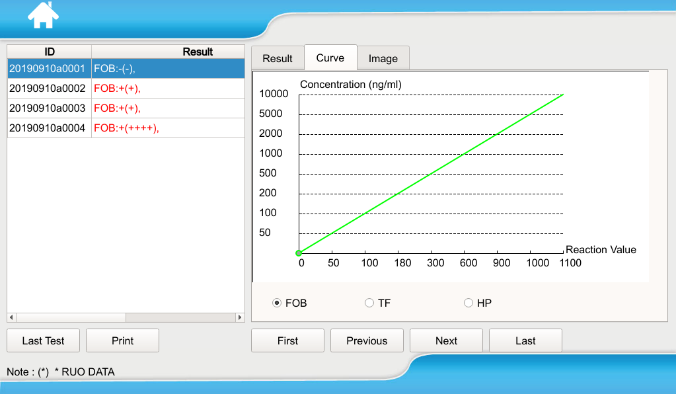 ID Result
20190910a0001 FOB:-(-),
20190910a0002 FOB:+(+),
20190910a0003 FOB:+(+),
20190910a0004 FOB:+(++++),
Result Curve Image
Concentration (ng/ml)
10000
5000
2000
1000
500
200
100
50
Reaction Value
0 50 100 180 300 600 900 1000 1100
FOB TF HP
Last Test Print First Previous Next Last
Note : (*) * RUO DATA